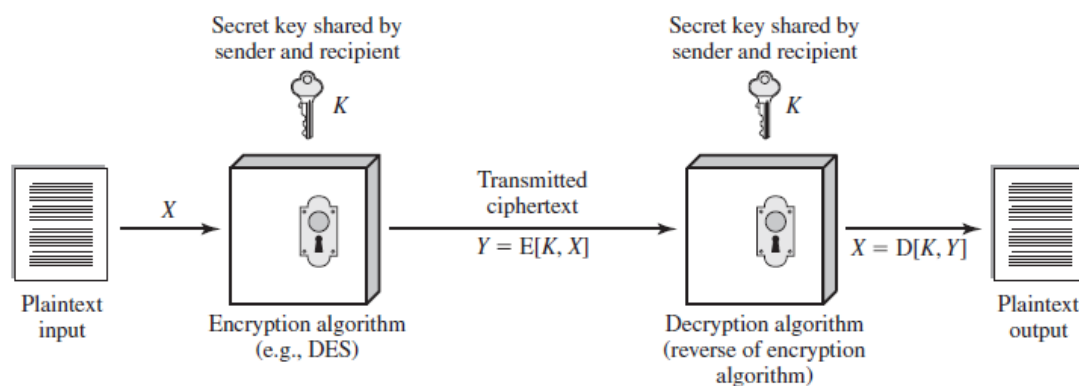 Secret key shared by
sender and recipient
K
Secret key shared by
sender and recipient
K
X
Transmitted
ciphertext
Y = E[K, X]
X = D[K, Y]
Plaintext
input
Encryption algorithm
(e.g., DES)
Decryption algorithm
(reverse of encryption
algorithm)
Plaintext
output